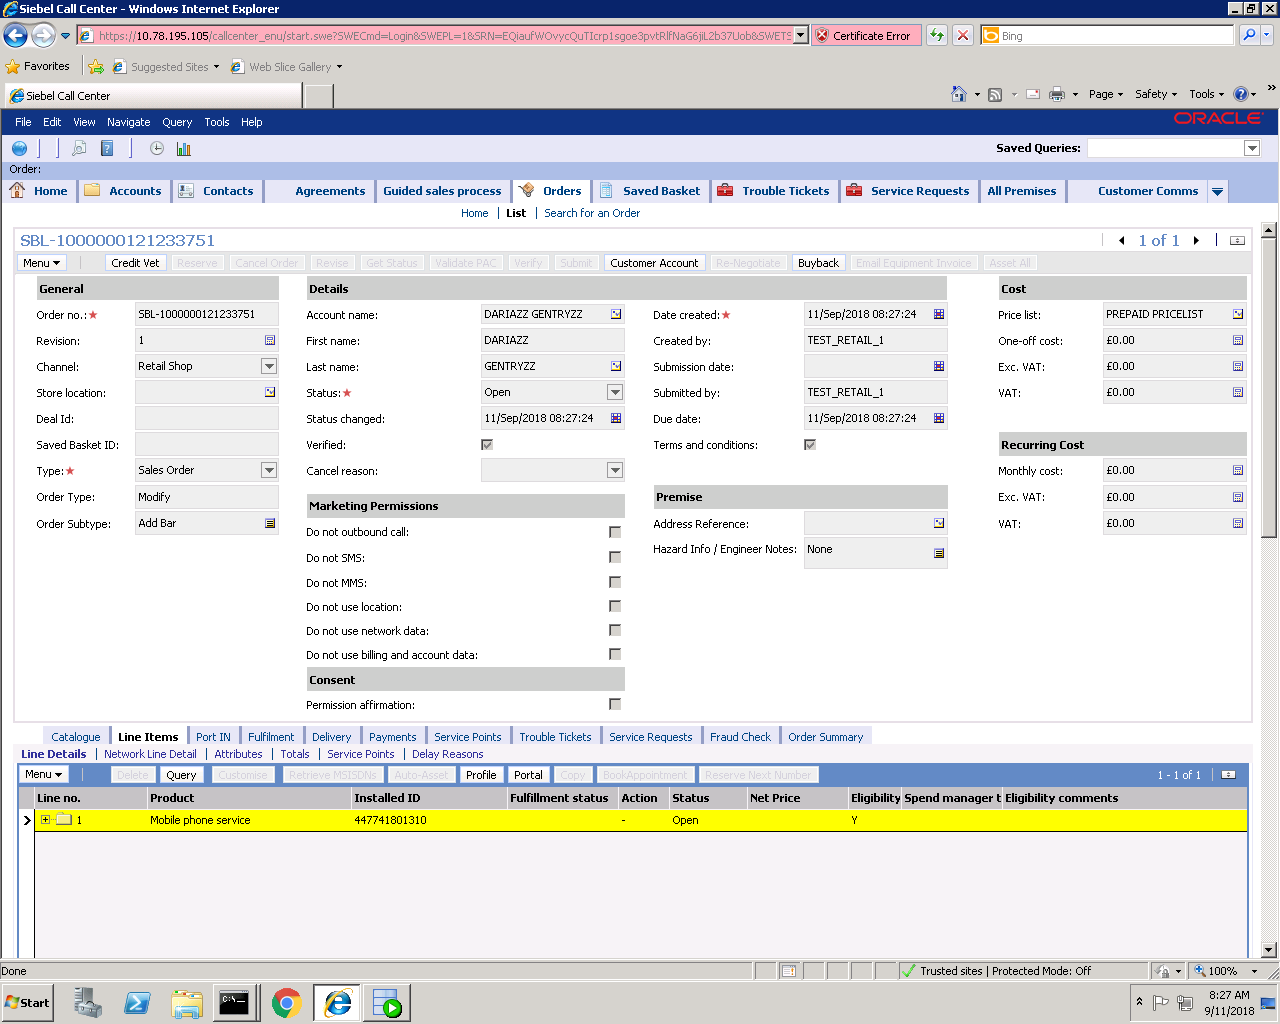 Siebel Call Center - Windows Internet Explorer
https://10.78.195.105/callcenter_enu/start.swe?SWECmd=Login&SWEPL=1&SRN=
Certificate Error
Bing
Favorites
Suggested Sites
Web Slice Gallery
Siebel Call Center
Page
Safety
Tools
File Edit View Navigate Query Tools Help
ORACLE
Saved Queries:
Order:
Home Accounts Contacts Agreements Guided sales process Orders Saved Basket Trouble Tickets Service Requests All Premises Customer Comms
Home | List | Search for an Order
SBL-1000000121233751
1 of 1
Menu Credit Vet Reserve Cancel Order Revise Get Status Validate PAC Verify Submit Customer Account Re-Negotiate Buyback Email Equipment Invoice Asset All
General
Order no.:★ SBL-1000000121233751
Revision: 1
Channel: Retail Shop
Store location:
Deal Id:
Saved Basket ID:
Type:★ Sales Order
Order Type: Modify
Order Subtype: Add Bar
Details
Account name: DARIAZZ GENTRYZZ
First name: DARIAZZ
Last name: GENTRYZZ
Status:★ Open
Status changed: 11/Sep/2018 08:27:24
Verified:
Cancel reason:
Marketing Permissions
Do not outbound call:
Do not SMS:
Do not MMS:
Do not use location:
Do not use network data:
Do not use billing and account data:
Consent
Permission affirmation:
Date created:★ 11/Sep/2018 08:27:24
Created by: TEST_RETAIL_1
Submission date:
Submitted by: TEST_RETAIL_1
Due date: 11/Sep/2018 08:27:24
Terms and conditions:
Premise
Address Reference:
Hazard Info / Engineer Notes: None
Cost
Price list: PREPAID PRICELIST
One-off cost: £0.00
Exc. VAT: £0.00
VAT: £0.00
Recurring Cost
Monthly cost: £0.00
Exc. VAT: £0.00
VAT: £0.00
Catalogue Line Items Port IN Fulfilment Delivery Payments Service Points Trouble Tickets Service Requests Fraud Check Order Summary
Line Details | Network Line Detail | Attributes | Totals | Service Points | Delay Reasons
Menu Delete Query Customise Retrieve MSISDNs Auto-Asset Profile Portal Copy BookAppointment Reserve Next Number 1 - 1 of 1
Line no. Product Installed ID Fulfillment status Action Status Net Price Eligibility Spend manager t Eligibility comments
1 Mobile phone service 447741801310 - Open Y
Done
Trusted sites | Protected Mode: Off
100%
Start
8:27 AM
9/11/2018